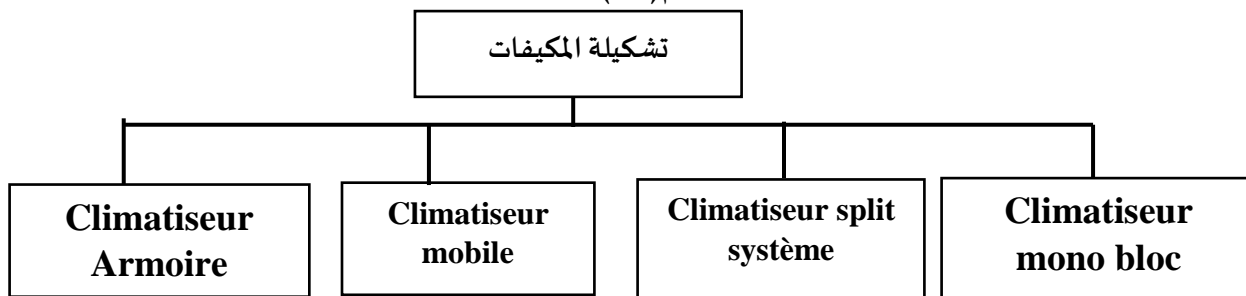 تشكيلة المكيفات
Climatiseur
Armoire
Climatiseur
mobile
Climatiseur split
système
Climatiseur
mono bloc